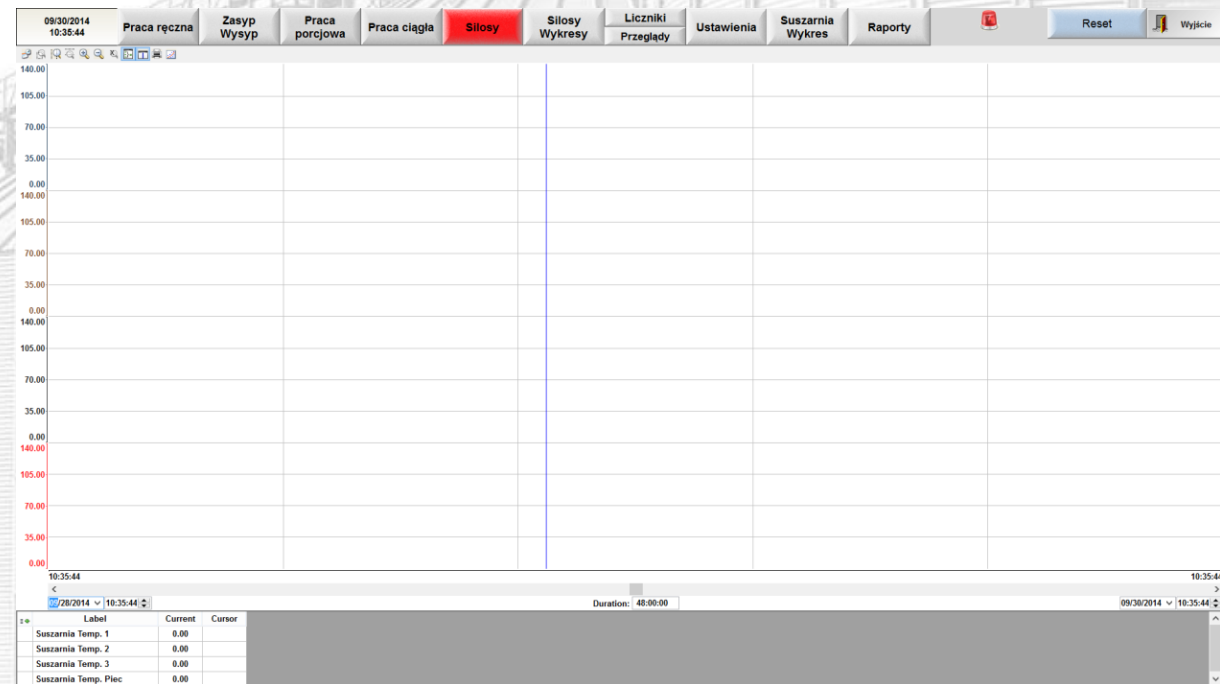 09/30/2014
10:35:44
Praca ręczna
Zasyp
Wysyp
Praca
porcjowa
Praca ciągła
Silosy
Silosy
Wykresy
Liczniki
Przeglądy
Ustawienia
Suszarnia
Wykres
Raporty
Reset
Wyjście
140.00
105.00
70.00
35.00
0.00
140.00
105.00
70.00
35.00
0.00
140.00
105.00
70.00
35.00
0.00
140.00
105.00
70.00
35.00
0.00
10:35:44 10:35:44
09/28/2014 10:35:44 Duration: 48:00:00 09/30/2014 10:35:44
Label Current Cursor
Suszarnia Temp. 1 0.00
Suszarnia Temp. 2 0.00
Suszarnia Temp. 3 0.00
Suszarnia Temp. Piec 0.00